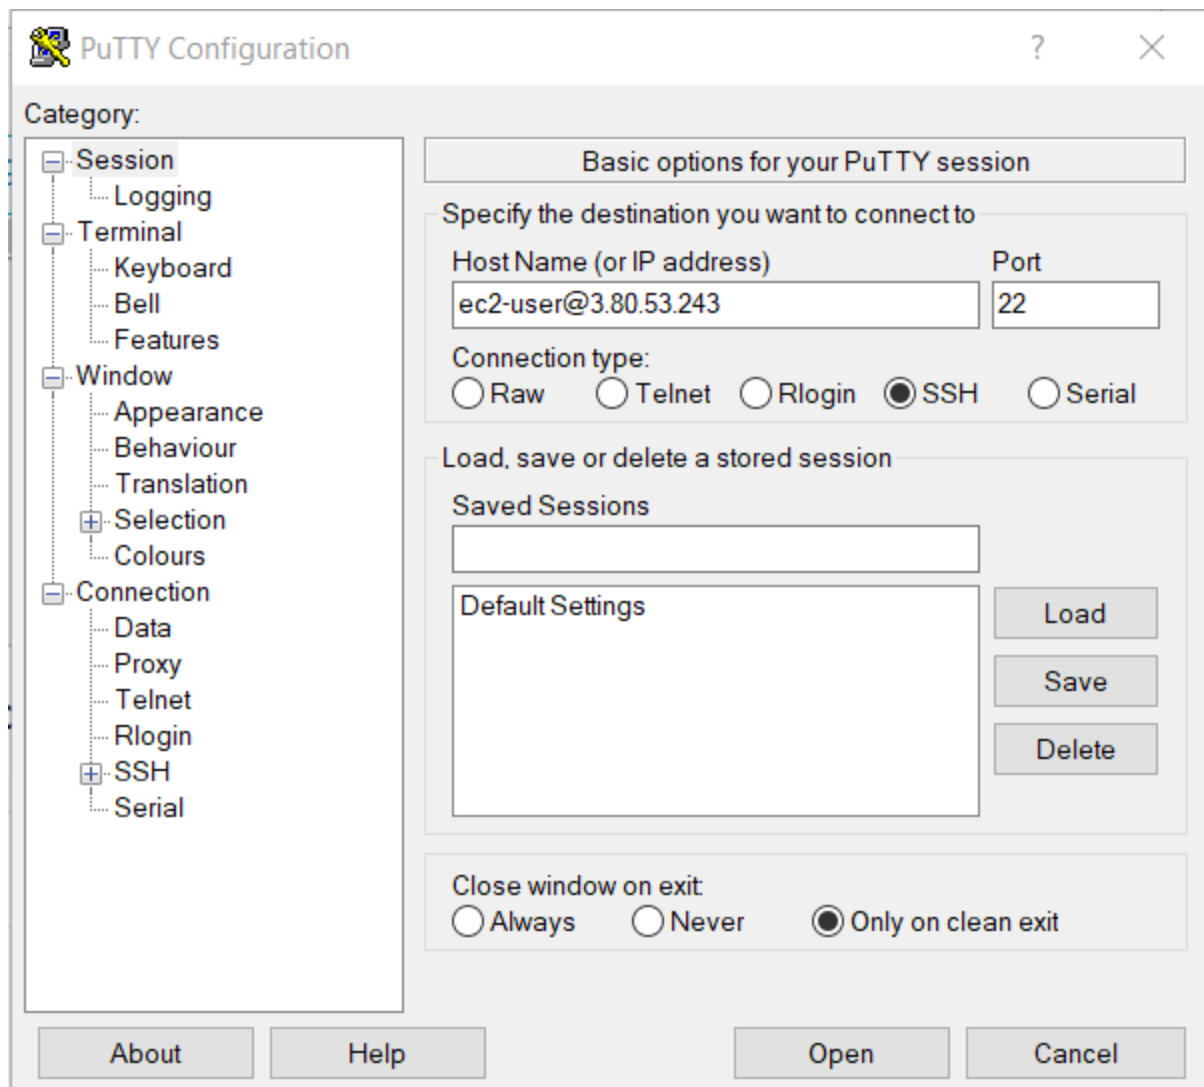 PuTTY Configuration
?
Category:
Session
Logging
Terminal
Keyboard
Bell
Features
Window
Appearance
Behaviour
Translation
Selection
Colours
Connection
Data
Proxy
Telnet
Rlogin
SSH
Serial
Basic options for your PuTTY session
Specify the destination you want to connect to
Host Name (or IP address) Port
ec2-user@3.80.53.243 22
Connection type:
Raw Telnet Rlogin SSH Serial
Load, save or delete a stored session
Saved Sessions
Default Settings
Load
Save
Delete
Close window on exit:
Always Never Only on clean exit
About Help Open Cancel